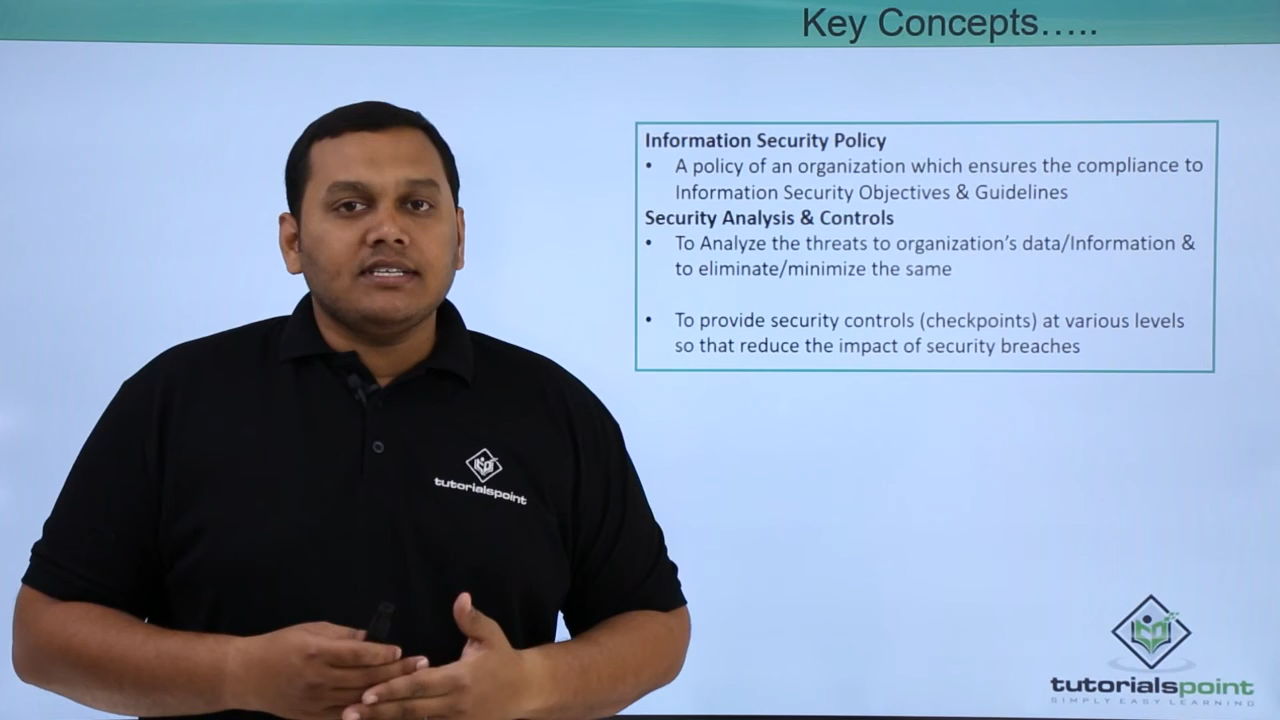 Key Concepts.....
Information Security Policy
• A policy of an organization which ensures the compliance to
Information Security Objectives & Guidelines
Security Analysis & Controls
• To Analyze the threats to organization's data/Information &
to eliminate/minimize the same
• To provide security controls (checkpoints) at various levels
so that reduce the impact of security breaches
tutorialspoint
tutorialspoint
SIMPLY EASY LEARNING